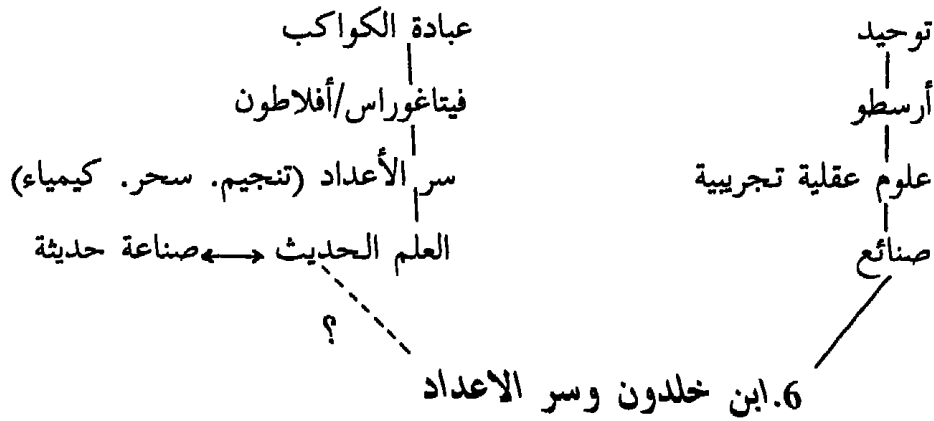 توحيد عبادة الكواكب
أرسطو فيتاغوراس/أفلاطون
علوم عقلية تجريبية سر الأعداد (تنجيم. سحر. كيمياء)
صنائع العلم الحديث ↔ صناعة حديثة
؟
6.ابن خلدون وسر الاعداد